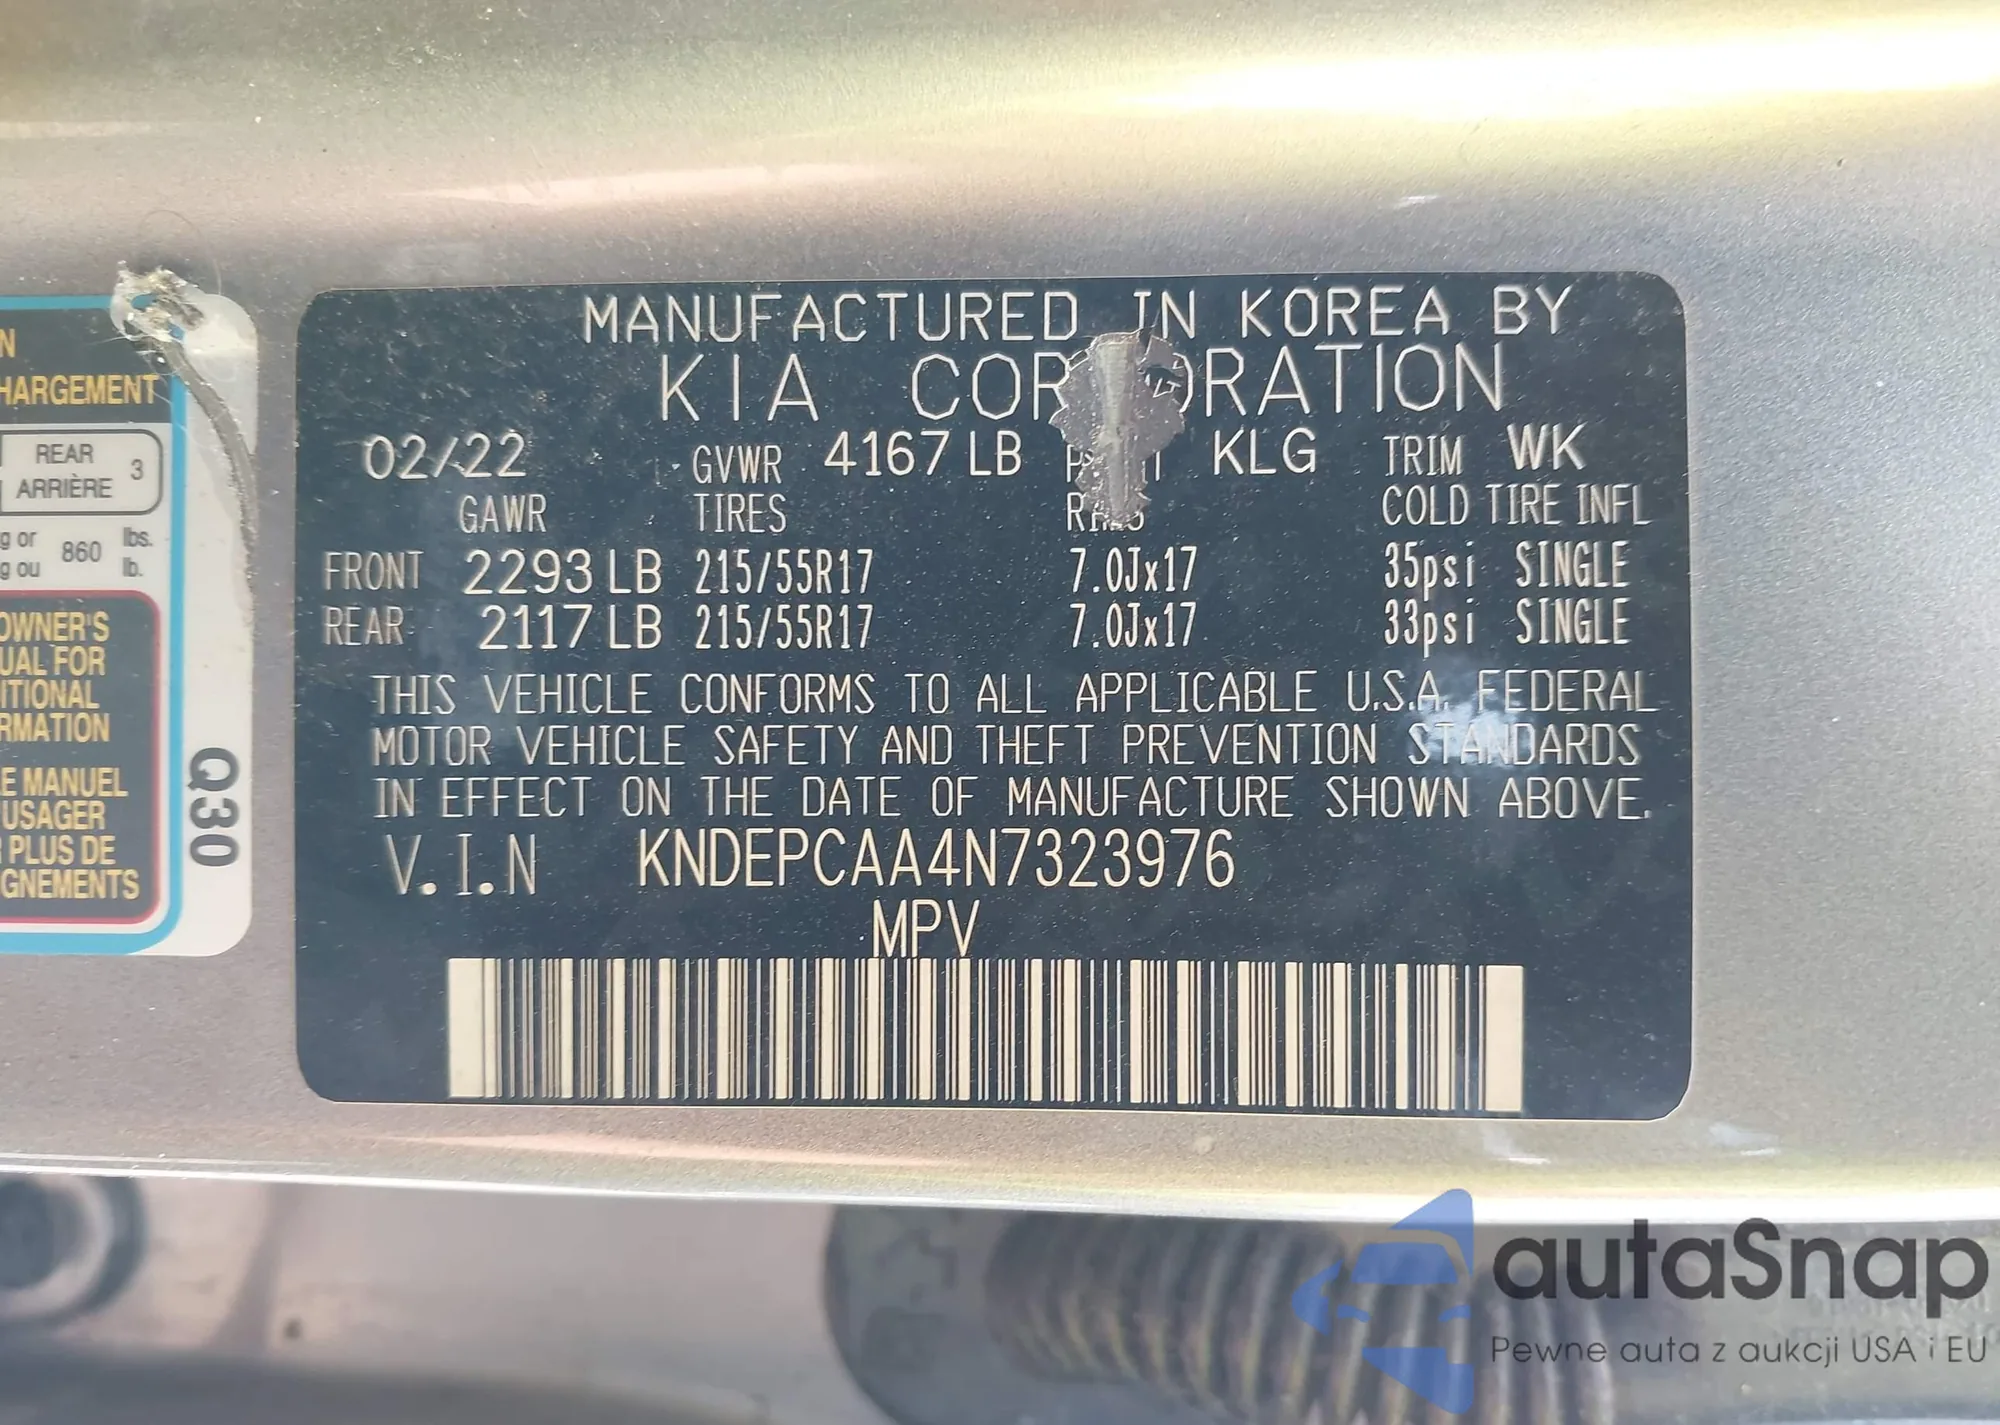 N
HARGEMENT
REAR
ARRIÈRE
3
g or 860 lbs.
g ou lb.
OWNER'S
UAL FOR
ITIONAL
RMATION
E MANUEL
USAGER
PLUS DE
GNEMENTS
Q30
MANUFACTURED IN KOREA BY
KIA COR ORATION
02/22 GVWR 4167 LB KLG TRIM WK
GAWR TIRES COLD TIRE INFL
FRONT 2293 LB 215/55R17 7.0Jx17 35psi SINGLE
REAR 2117 LB 215/55R17 7.0Jx17 33psi SINGLE
THIS VEHICLE CONFORMS TO ALL APPLICABLE U.S.A. FEDERAL
MOTOR VEHICLE SAFETY AND THEFT PREVENTION STANDARDS
IN EFFECT ON THE DATE OF MANUFACTURE SHOWN ABOVE.
V.I.N KNDEPCAA4N7323976
MPV
autaSnap
Pewne auta z aukcji USA i EU